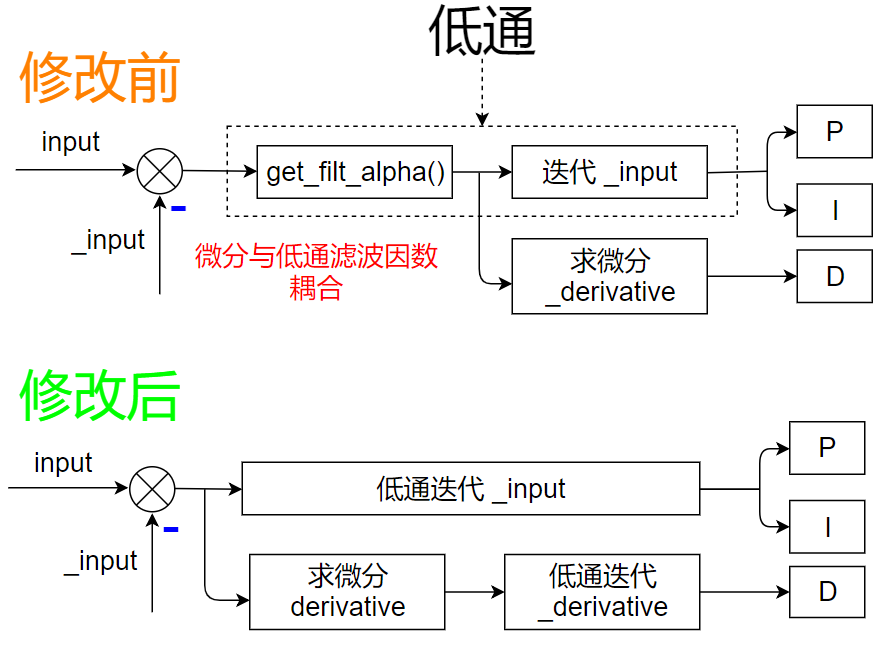 低通
修改前
input
get_filt_alpha()
迭代 _input
P
I
D
-
_input
微分与低通滤波因数
耦合
求微分
_derivative
修改后
input
低通迭代 _input
P
I
D
-
_input
求微分
derivative
低通迭代
_derivative